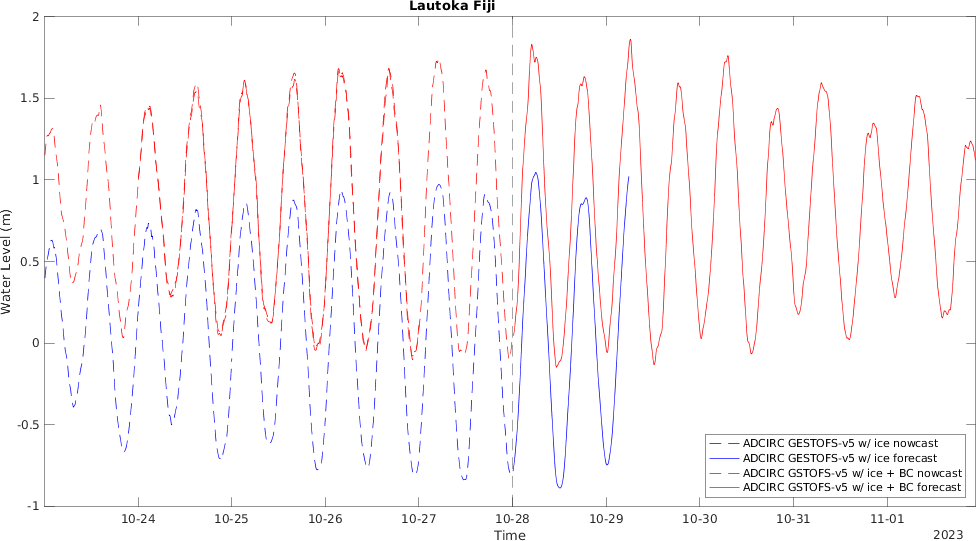 Lautoka Fiji
2
1.5
1
0.5
0
-0.5
-1
Water Level (m)
10-24 10-25 10-26 10-27 10-28 10-29 10-30 10-31 11-01
Time
2023
ADCIRC GESTOFS-v5 w/ ice nowcast
ADCIRC GESTOFS-v5 w/ ice forecast
ADCIRC GSTOFS-v5 w/ ice + BC nowcast
ADCIRC GSTOFS-v5 w/ ice + BC forecast